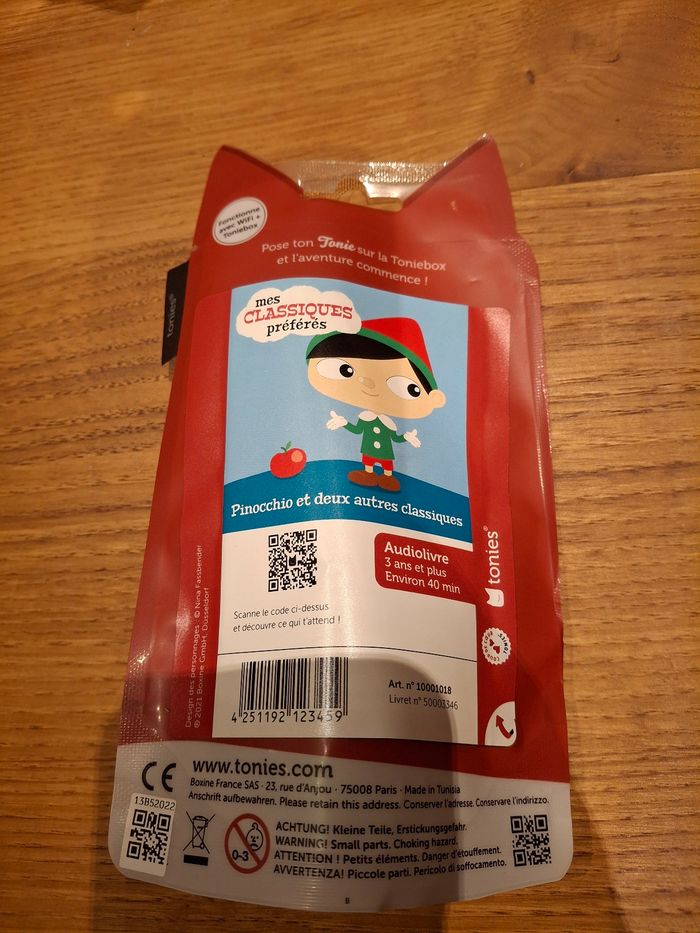 Fonctionne
avec WiFi +
Toniebox
Pose ton Tonie sur la Toniebox
et l'aventure commence !
tonies®
mes
CLASSIQUES
préférés
Pinocchio et deux autres classiques
Audiolivre
3 ans et plus
Environ 40 min
tonies®
Scanne le code ci-dessus
et découvre ce qui t'attend !
Design des personnages · © Nina Fassbender
© 2021 Boxine GmbH, Düsseldorf
Art. n° 10001018
Livret n° 50003346
4 251192 123459
www.tonies.com
CE
Boxine France SAS · 23, rue d'Anjou · 75008 Paris · Made in Tunisia
Anschrift aufbewahren. Please retain this address. Conserver l'adresse. Conservare l'indirizzo.
13B52022
0-3
ACHTUNG! Kleine Teile, Erstickungsgefahr.
WARNING! Small parts. Choking hazard.
ATTENTION ! Petits éléments. Danger d'étouffement.
AVVERTENZA! Piccole parti. Pericolo di soffocamento.